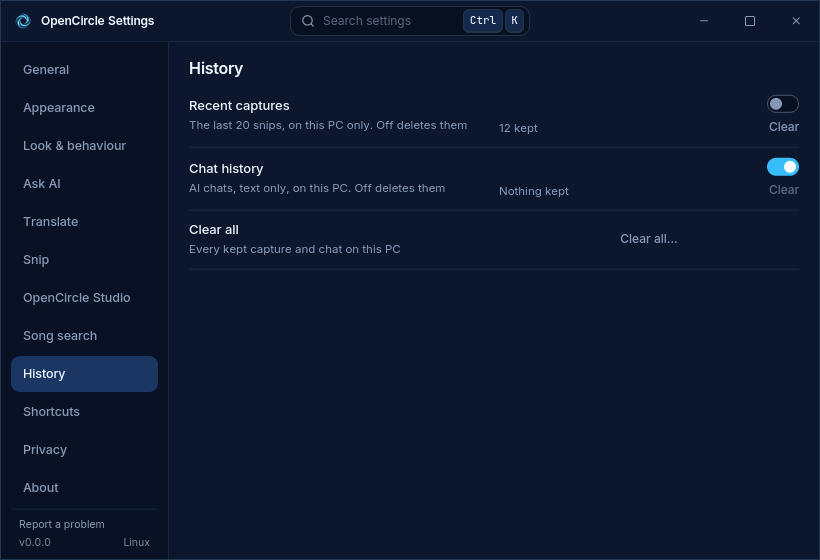 OpenCircle Settings
Search settings
Ctrl K
General
Appearance
Look & behaviour
Ask AI
Translate
Snip
OpenCircle Studio
Song search
History
Shortcuts
Privacy
About
Report a problem
v0.0.0
Linux
History
Recent captures
The last 20 snips, on this PC only. Off deletes them
12 kept
Clear
Chat history
AI chats, text only, on this PC. Off deletes them
Nothing kept
Clear
Clear all
Every kept capture and chat on this PC
Clear all...